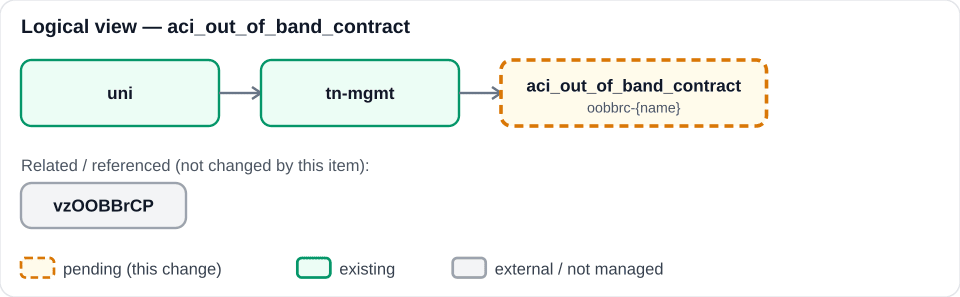 Logical view — aci_out_of_band_contract
uni
tn-mgmt
aci_out_of_band_contract
oobbrc-{name}
Related / referenced (not changed by this item):
vzOOBBrCP
pending (this change)
existing
external / not managed